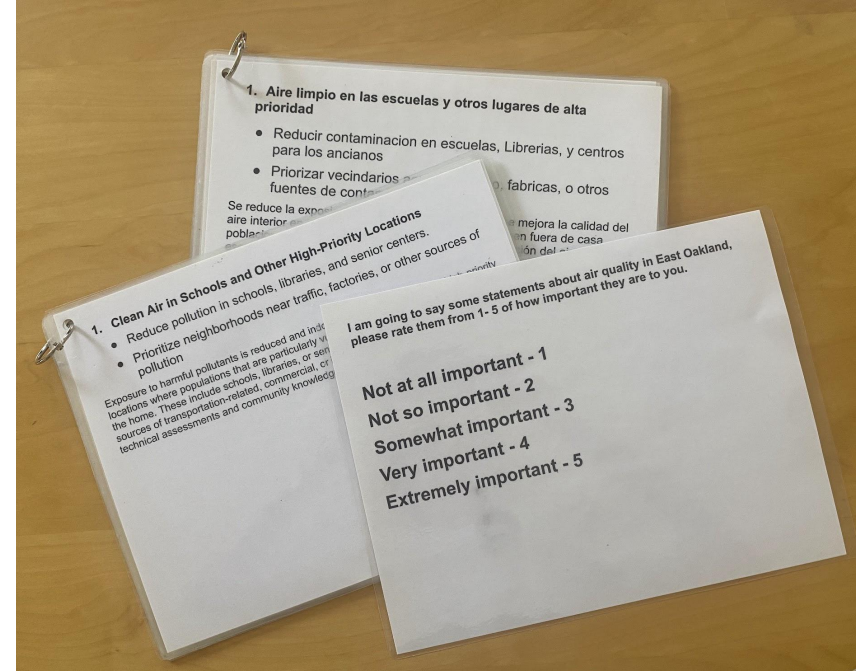 1. Aire limpio en las escuelas y otros lugares de alta
prioridad
• Reducir contaminacion en escuelas, Librerias, y centros
para los ancianos
• Priorizar vecindarios
fabricas, o otros
fuentes de
Se reduce la
mejora la calidad del
aire interior
fuera de casa
1. Clean Air in Schools and Other High-Priority Locations
• Reduce pollution in schools, libraries, and senior centers.
• Prioritize neighborhoods near traffic, factories, or other sources of
pollution
priority
Exposure to harmful pollutants is reduced and
locations where populations that are particularly
the home. These include schools, libraries, or
sources of transportation-related, commercial,
technical assessments and community
I am going to say some statements about air quality in East Oakland,
please rate them from 1- 5 of how important they are to you.
Not at all important - 1
Not so important - 2
Somewhat important - 3
Very important - 4
Extremely important - 5